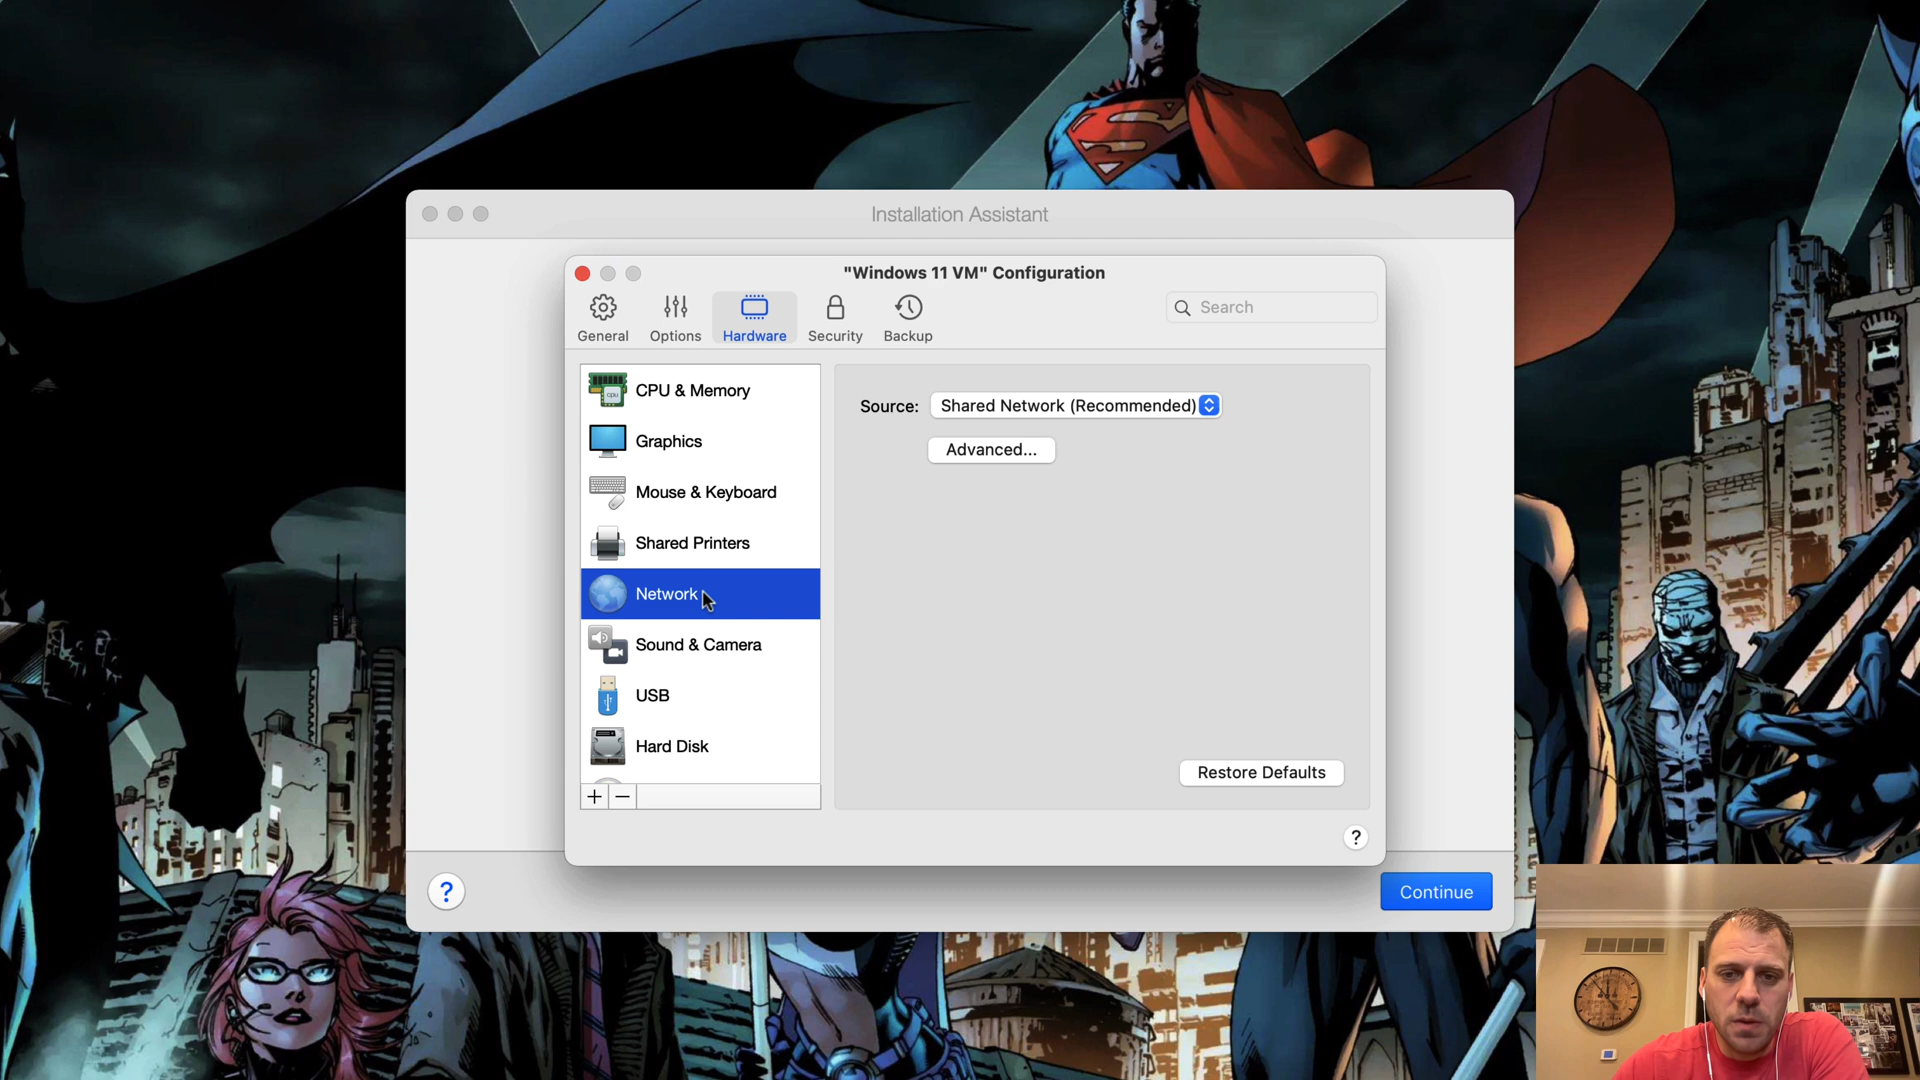 Installation Assistant
"Windows 11 VM" Configuration
General
Options
Hardware
Security
Backup
Search
CPU & Memory
Graphics
Mouse & Keyboard
Shared Printers
Network
Sound & Camera
USB
Hard Disk
+ −
Source: Shared Network (Recommended)
Advanced...
Restore Defaults
?
?
Continue